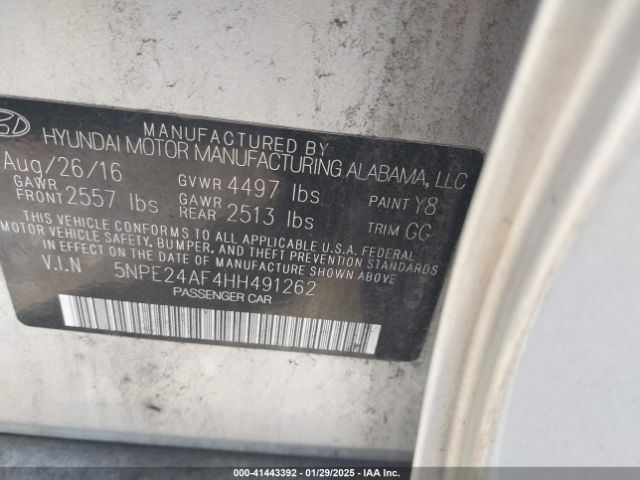 MANUFACTURED BY
HYUNDAI MOTOR MANUFACTURING ALABAMA, LLC
Aug/26/16
GAWR FRONT 2557 lbs
GVWR 4497 lbs
GAWR REAR 2513 lbs
PAINT Y8
TRIM GG
THIS VEHICLE CONFORMS TO ALL APPLICABLE U.S.A. FEDERAL
MOTOR VEHICLE SAFETY, BUMPER, AND THEFT PREVENTION STANDARDS
IN EFFECT ON THE DATE OF MANUFACTURE SHOWN ABOVE.
V.I.N 5NPE24AF4HH491262
PASSENGER CAR
000-41443392 - 01/29/2025 - IAA Inc.